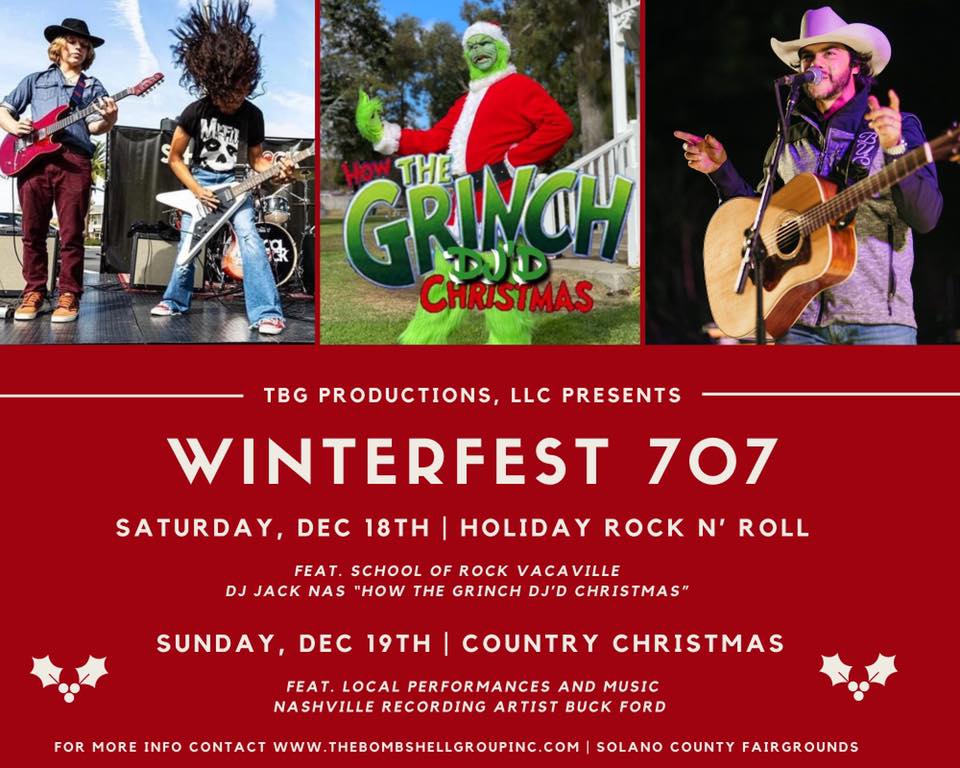 MISFITS
HOW THE
GRINCH
DJ'D
CHRISTMAS
TBG PRODUCTIONS, LLC PRESENTS
WINTERFEST 707
SATURDAY, DEC 18TH | HOLIDAY ROCK N' ROLL
FEAT. SCHOOL OF ROCK VACAVILLE
DJ JACK NAS "HOW THE GRINCH DJ'D CHRISTMAS"
SUNDAY, DEC 19TH | COUNTRY CHRISTMAS
FEAT. LOCAL PERFORMANCES AND MUSIC
NASHVILLE RECORDING ARTIST BUCK FORD
FOR MORE INFO CONTACT WWW.THEBOMBSHELLGROUPINC.COM | SOLANO COUNTY FAIRGROUNDS